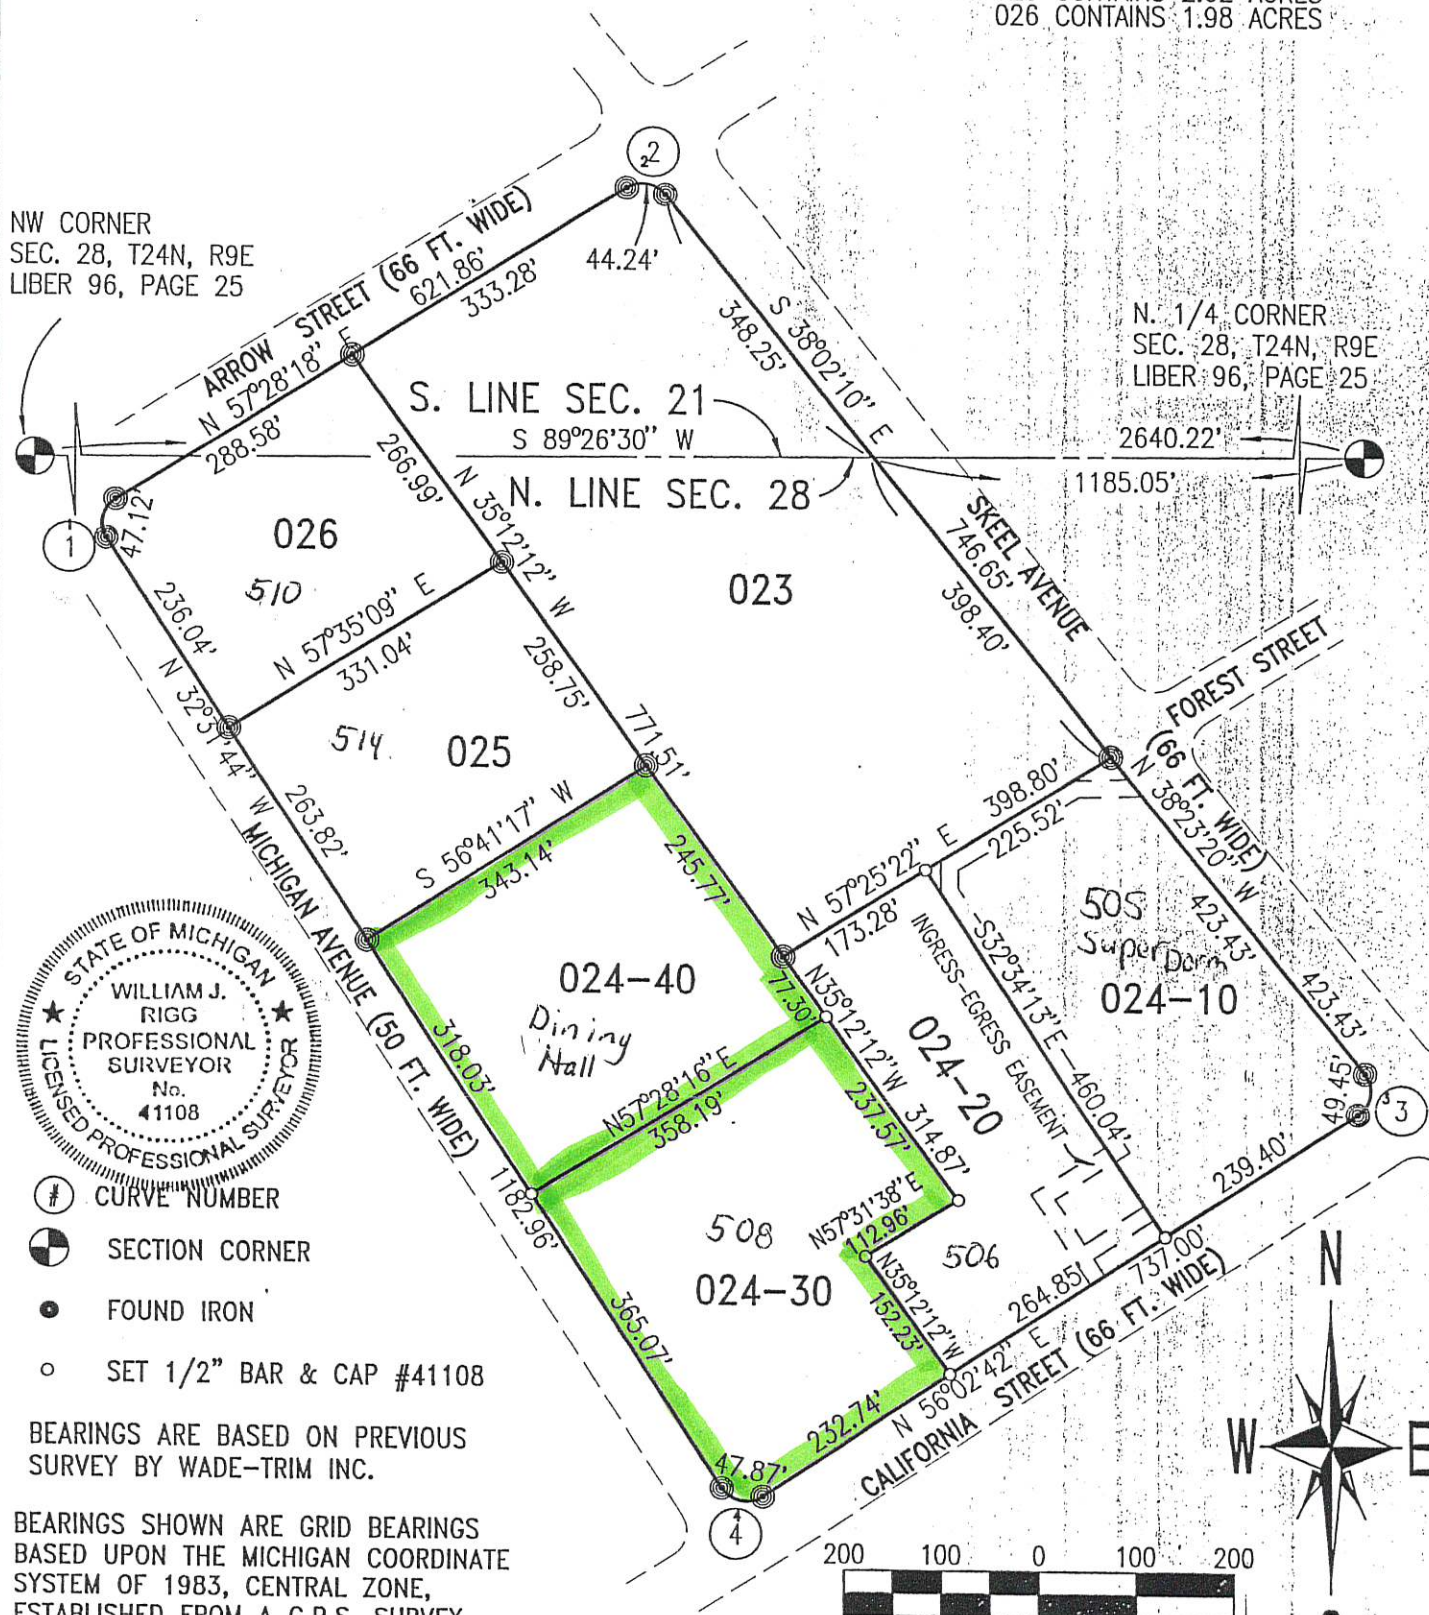 026 CONTAINS 1.98 ACRES
2
NW CORNER
SEC. 28, T24N, R9E
LIBER 96, PAGE 25
ARROW STREET (66 FT. WIDE)
621.86'
333.28'
44.24'
N 57°28'18" E
288.58'
S 38°02'10" E
348.25'
N. 1/4 CORNER
SEC. 28, T24N, R9E
LIBER 96, PAGE 25
S. LINE SEC. 21
S 89°26'30" W
N. LINE SEC. 28
2640.22'
1185.05'
1
47.12'
266.99'
N 35°12'12" W
026
510
023
SKEEL AVENUE
746.65'
398.40'
236.04'
N 32°31'44" W
N 57°35'09" E
331.04'
258.75'
771.51'
514
025
FOREST STREET
(66 FT. WIDE)
263.82'
S 56°41'17" W
343.14'
398.80'
225.52'
N 57°25'22" E
173.28'
N 38°23'20" W
423.43'
423.43'
MICHIGAN AVENUE (50 FT. WIDE)
245.77'
505
Super Dorm
024-10
024-40
Dining
Hall
77.30'
N35°12'12"W
INGRESS-EGRESS EASEMENT
S32°34'13"E
460.04'
024-20
318.03'
N57°28'16"E
358.19'
237.57'
314.87'
49.45'
3
239.40'
1182.96'
508
024-30
N57°31'38"E
112.96'
506
N35°12'12"W
152.23'
264.85'
737.00'
365.07'
232.74'
N 56°02'42" E
CALIFORNIA STREET (66 FT. WIDE)
47.87'
4
STATE OF MICHIGAN
WILLIAM J.
RIGG
PROFESSIONAL
SURVEYOR
No.
41108
LICENSED PROFESSIONAL SURVEYOR
# CURVE NUMBER
SECTION CORNER
FOUND IRON
SET 1/2" BAR & CAP #41108
BEARINGS ARE BASED ON PREVIOUS
SURVEY BY WADE-TRIM INC.
BEARINGS SHOWN ARE GRID BEARINGS
BASED UPON THE MICHIGAN COORDINATE
SYSTEM OF 1983, CENTRAL ZONE,
ESTABLISHED FROM A G.P.S. SURVEY
N
W
E
200 100 0 100 200